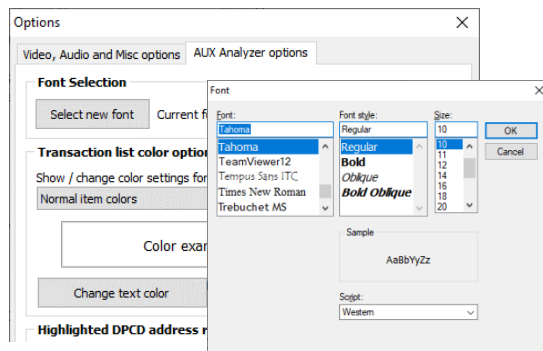 Options
Video, Audio and Misc options
AUX Analyzer options
Font Selection
Select new font
Current f
Transaction list color optio
Show / change color settings for
Normal item colors
Color exar
Change text color
Highlighted DPCD address r
Font
Font:
Tahoma
Tahoma
TeamViewer12
Tempus Sans ITC
Times New Roman
Trebuchet MS
Font style:
Regular
Regular
Bold
Oblique
Bold Oblique
Size:
10
10
11
12
14
16
18
20
OK
Cancel
Sample
AaBbYyZz
Script:
Western